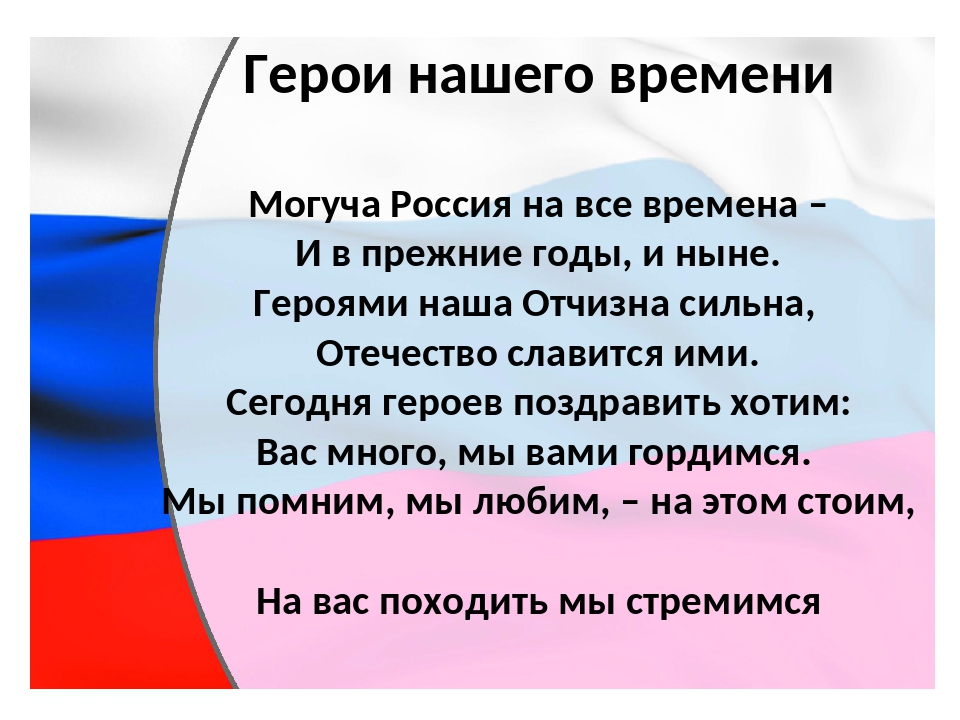 Герои нашего времени
Могуча Россия на все времена –
И в прежние годы, и ныне.
Героями наша Отчизна сильна,
Отечество славится ими.
Сегодня героев поздравить хотим:
Вас много, мы вами гордимся.
Мы помним, мы любим, – на этом стоим,
На вас походить мы стремимся